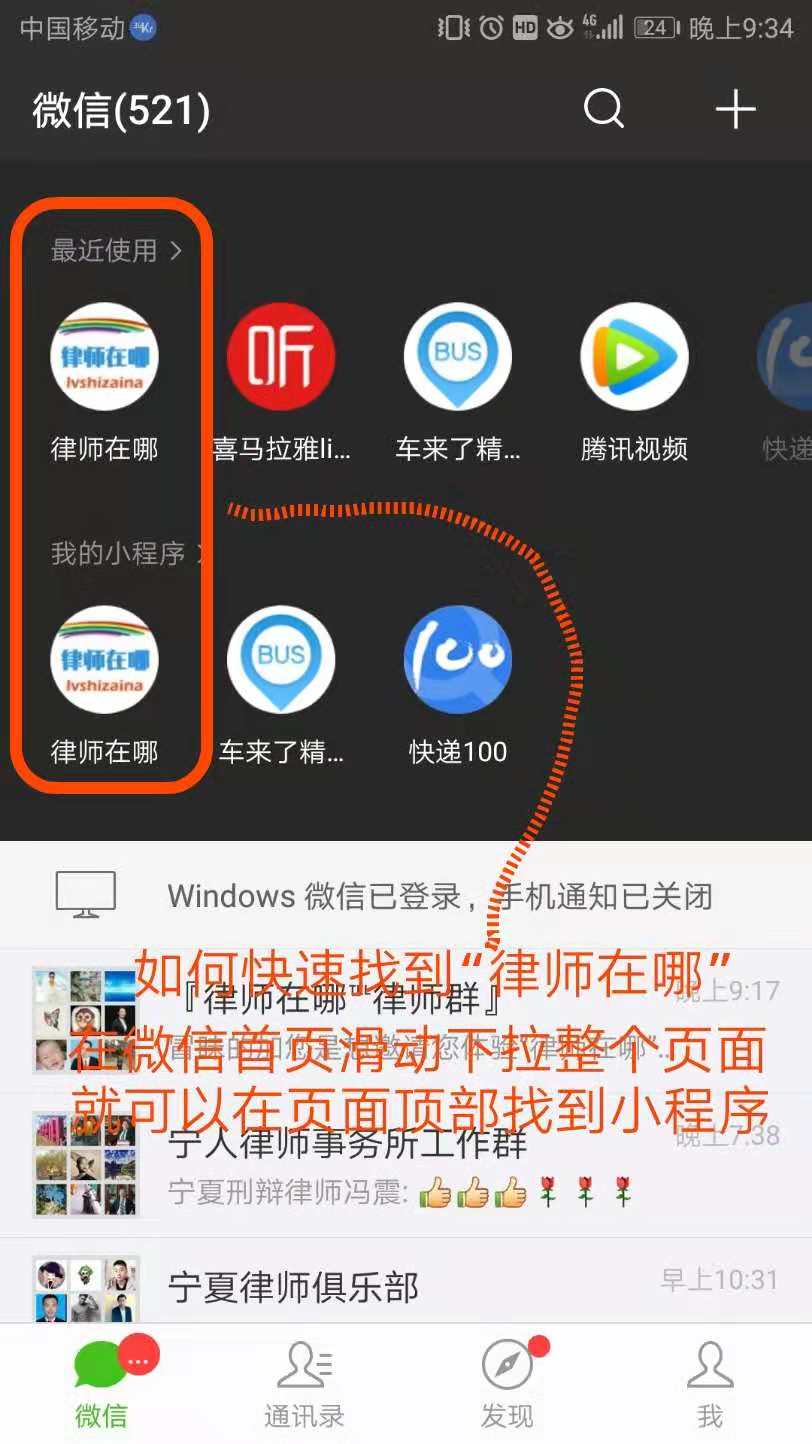 中国移动
HD
4G
24
晚上9:34
微信(521)
最近使用
律师在哪
lvshizaina
听
BUS
100
律师在哪
喜马拉雅li...
车来了精...
腾讯视频
快递
我的小程序
律师在哪
lvshizaina
BUS
100
律师在哪
车来了精...
快递100
Windows 微信已登录，手机通知已关闭
如何快速找到“律师在哪”
『律师在哪"律师群』
晚上9:17
在微信首页滑动下拉整个页面
就可以在页面顶部找到小程序
宁人律师事务所工作群
晚上7:38
宁夏刑辩律师冯震:
宁夏律师俱乐部
早上10:31
微信
通讯录
发现
我